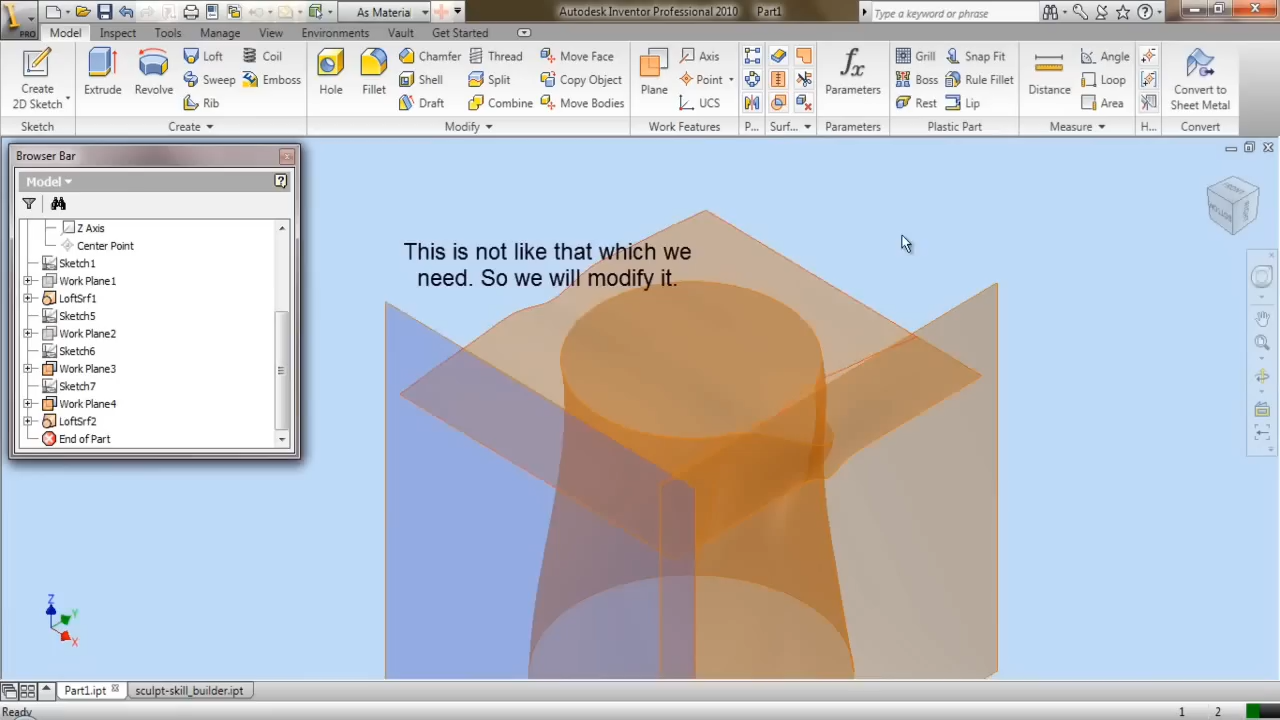 PRO
As Materia
Autodesk Inventor Professional 2010 Part1
Type a keyword or phrase
Model Inspect Tools Manage View Environments Vault Get Started
Create
2D Sketch
Extrude
Revolve
Loft
Sweep
Rib
Coil
Emboss
Hole
Fillet
Chamfer
Shell
Draft
Thread
Split
Combine
Move Face
Copy Object
Move Bodies
Plane
Axis
Point
UCS
fx
Parameters
Grill
Boss
Rest
Snap Fit
Rule Fillet
Lip
Distance
Angle
Loop
Area
Convert to
Sheet Metal
Sketch Create Modify Work Features P... Surf... Parameters Plastic Part Measure H... Convert
Browser Bar
Model
Z Axis
Center Point
Sketch1
Work Plane1
LoftSrf1
Sketch5
Work Plane2
Sketch6
Work Plane3
Sketch7
Work Plane4
LoftSrf2
End of Part
This is not like that which we
need. So we will modify it.
FRONT
BOTTOM
Z
Y
X
Part1.ipt sculpt-skill_builder.ipt
Ready 1 2